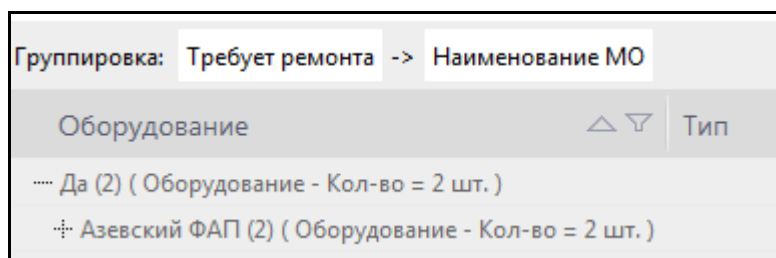 Группировка: Требует ремонта -> Наименование МО
Оборудование Тип
Да (2) ( Оборудование - Кол-во = 2 шт. )
Азевский ФАП (2) ( Оборудование - Кол-во = 2 шт. )